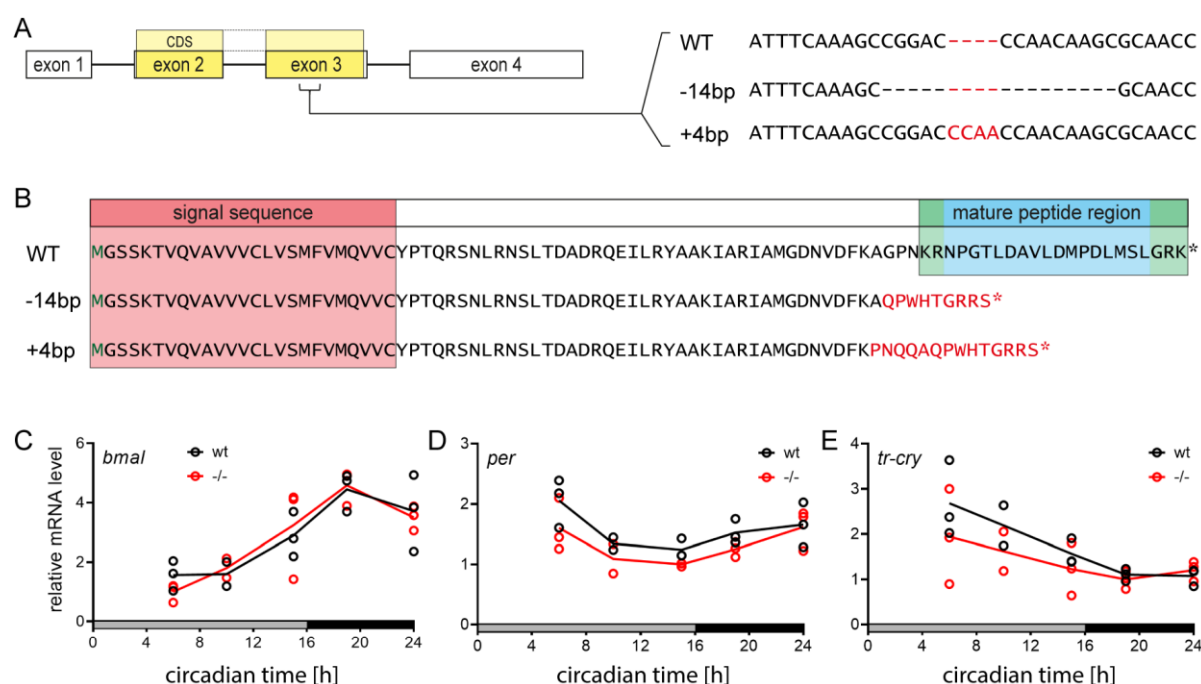 A
CDS
exon 1 exon 2 exon 3 exon 4
WT ATTTCAAAGCCGGAC----CCAACAAGCGCAACC
-14bp ATTTCAAAGC------------------GCAACC
+4bp ATTTCAAAGCCGGACCCAACCAACAAGCGCAACC
B
signal sequence mature peptide region
WT MGSSKTVQVAVVVCLVSMFVMQVVCYPTQRSNLRNSLTDADRQEILRYAAKIARIAMGDNVDFKAGPNKRNPGTLDAVLDMPDLMSLGRK*
-14bp MGSSKTVQVAVVVCLVSMFVMQVVCYPTQRSNLRNSLTDADRQEILRYAAKIARIAMGDNVDFKAQPWHTGRRS*
+4bp MGSSKTVQVAVVVCLVSMFVMQVVCYPTQRSNLRNSLTDADRQEILRYAAKIARIAMGDNVDFKPNQQAQPWHTGRRS*
C
relative mRNA level
bmal
wt
-/-
6
4
2
0
0 4 8 12 16 20 24
circadian time [h]
D
per
wt
-/-
3
2
1
0
0 4 8 12 16 20 24
circadian time [h]
E
tr-cry
wt
-/-
4
3
2
1
0
0 4 8 12 16 20 24
circadian time [h]